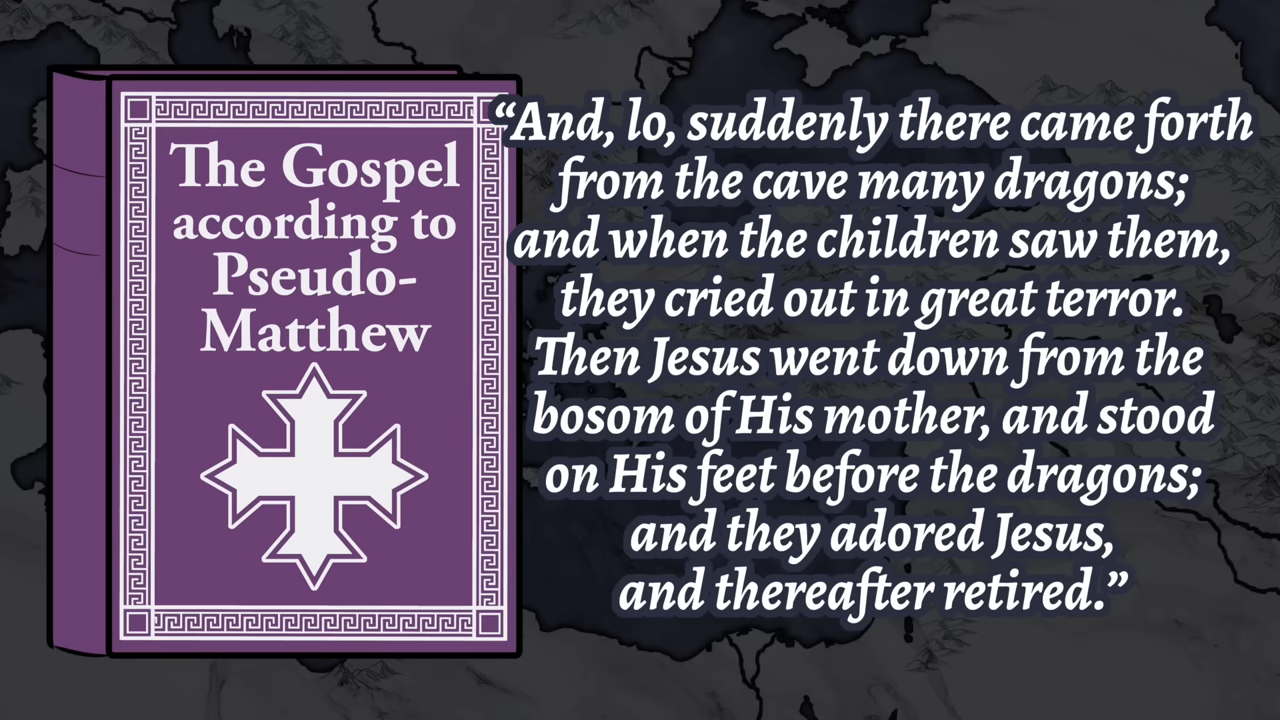 The Gospel
according to
Pseudo-
Matthew
“And, lo, suddenly there came forth
from the cave many dragons;
and when the children saw them,
they cried out in great terror.
Then Jesus went down from the
bosom of His mother, and stood
on His feet before the dragons;
and they adored Jesus,
and thereafter retired.”